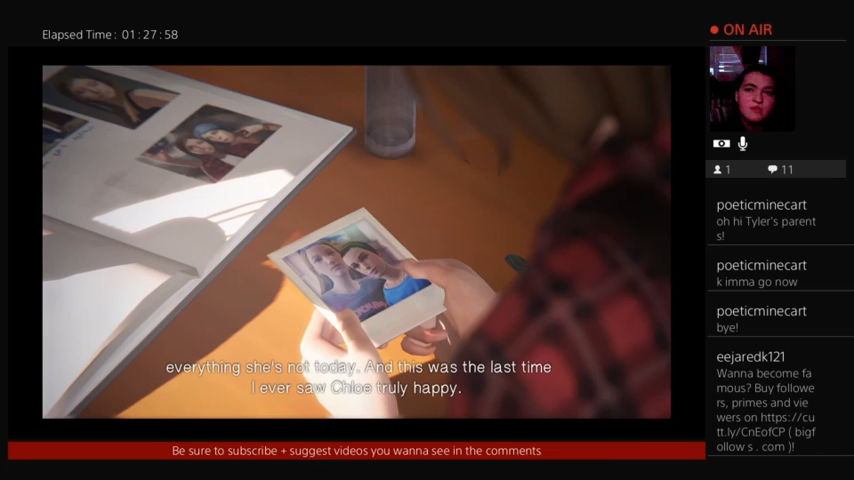 Elapsed Time: 01:27:58
ON AIR
1
11
poeticminecart
oh hi Tyler's parent
s!
poeticminecart
k imma go now
poeticminecart
bye!
eejaredk121
Wanna become fa
mous? Buy followe
rs, primes and vie
wers on https://cu
tt.ly/CnEofCP ( bigf
ollow s . com )!
everything she's not today. And this was the last time
I ever saw Chloe truly happy.
Be sure to subscribe + suggest videos you wanna see in the comments